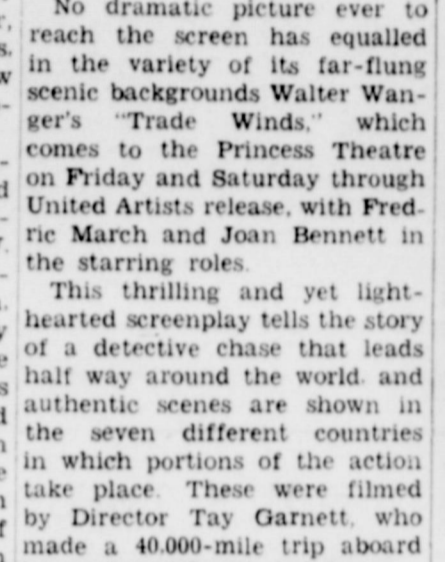 No dramatic picture ever to
reach the screen has equalled
in the variety of its far-flung
scenic backgrounds Walter Wan-
ger's "Trade Winds," which
comes to the Princess Theatre
on Friday and Saturday through
United Artists release, with Fred-
ric March and Joan Bennett in
the starring roles.
This thrilling and yet light-
hearted screenplay tells the story
of a detective chase that leads
half way around the world, and
authentic scenes are shown in
the seven different countries
in which portions of the action
take place. These were filmed
by Director Tay Garnett, who
made a 40,000-mile trip aboard